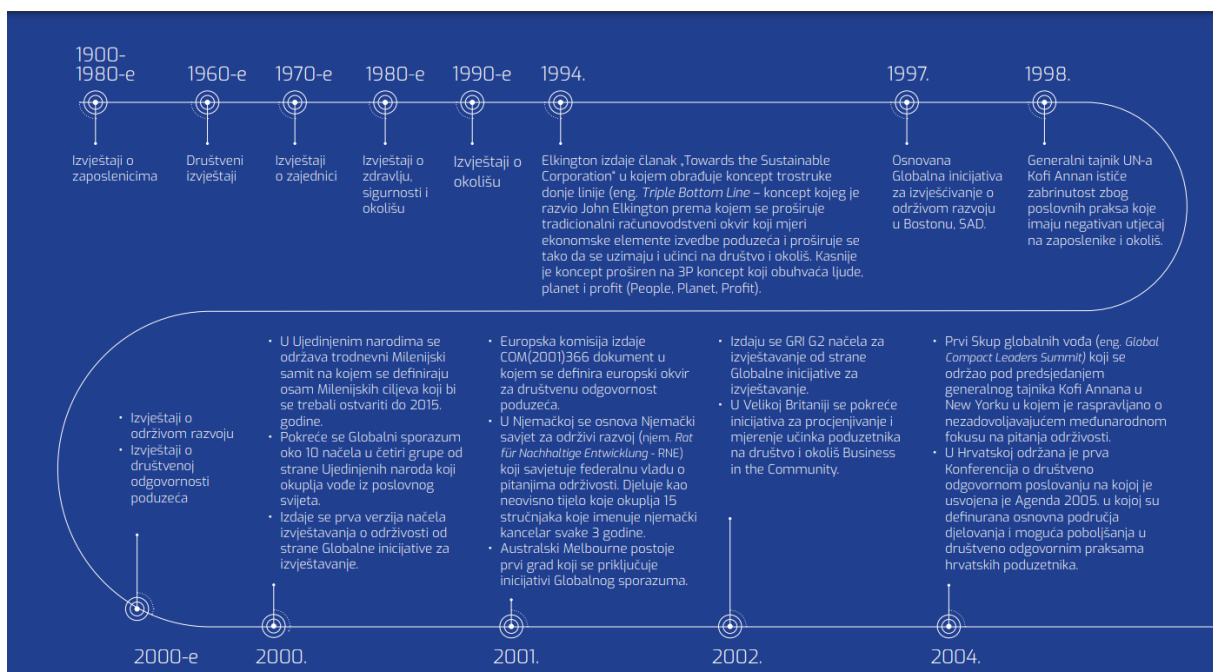 1900-
1980-e
Izvještaji o
zaposlenicima
1960-e
Društveni
izvještaji
1970-e
Izvještaji
o zajednici
1980-e
Izvještaji o
zdravlju,
sigurnosti i
okolišu
1990-e
Izvještaji o
okolišu
1994.
Elkington izdaje članak „Towards the Sustainable
Corporation“ u kojem obrađuje koncept trostruke
donje linije (eng. Triple Bottom Line – koncept kojeg je
razvio John Elkington prema kojem se proširuje
tradicionalni računovodstveni okvir koji mjeri
ekonomske elemente izvedbe poduzeća i proširuje se
tako da se uzimaju i učinci na društvo i okoliš. Kasnije
je koncept proširen na 3P koncept koji obuhvaća ljude,
planet i profit (People, Planet, Profit).
1997.
Osnovana
Globalna inicijativa
za izvješćivanje o
održivom razvoju
u Bostonu, SAD.
1998.
Generalni tajnik UN-a
Kofi Annan ističe
zabrinutost zbog
poslovnih praksa koje
imaju negativan utjecaj
na zaposlenike i okoliš.
• Izvještaji o
održivom razvoju
• Izvještaji o
društvenoj
odgovornosti
poduzeća
2000-e
• U Ujedinjenim narodima se
održava trodnevni Milenijski
samit na kojem se definiraju
osam Milenijskih ciljeva koji bi
se trebali ostvariti do 2015.
godine.
• Pokreće se Globalni sporazum
oko 10 načela u četiri grupe od
strane Ujedinjenih naroda koji
okuplja vođe iz poslovnog
svijeta.
• Izdaje se prva verzija načela
izvještavanja o održivosti od
strane Globalne inicijative za
izvještavanje.
2000.
• Europska komisija izdaje
COM(2001)366 dokument u
kojem se definira europski okvir
za društvenu odgovornost
poduzeća.
• U Njemačkoj se osnova Njemački
savjet za održivi razvoj (njem. Rat
für Nachhaltige Entwicklung - RNE)
koji savjetuje federalnu vladu o
pitanjima održivosti. Djeluje kao
neovisno tijelo koje okuplja 15
stručnjaka koje imenuje njemački
kancelar svake 3 godine.
• Australski Melbourne postoje
prvi grad koji se priključuje
inicijativi Globalnog sporazuma.
2001.
• Izdaju se GRI G2 načela za
izvještavanje od strane
Globalne inicijative za
izvještavanje.
• U Velikoj Britaniji se pokreće
inicijativa za procjenjivanje i
mjerenje učinka poduzetnika
na društvo i okoliš Business
in the Community.
2002.
• Prvi Skup globalnih vođa (eng. Global
Compact Leaders Summit) koji se
održao pod predsjedanjem
generalnog tajnika Kofi Annana u
New Yorku u kojem je raspravljano o
nezadovoljavajućem međunarodnom
fokusu na pitanja održivosti.
• U Hrvatskoj održana je prva
Konferencija o društveno
odgovornom poslovanju na kojoj je
usvojena je Agenda 2005. u kojoj su
definurana osnovna područja
djelovanja i moguća poboljšanja u
društveno odgovornim praksama
hrvatskih poduzetnika.
2004.